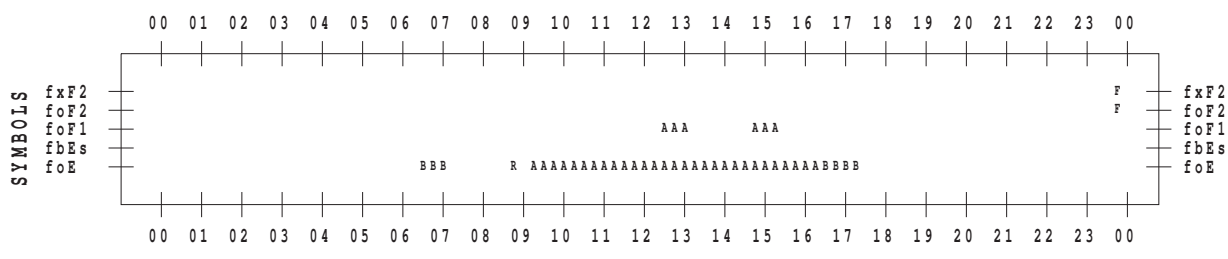 00 01 02 03 04 05 06 07 08 09 10 11 12 13 14 15 16 17 18 19 20 21 22 23 00
SYMBOLS
fxF2 F fxF2
foF2 F foF2
foF1 AAA AAA foF1
fbEs fbEs
foE BBB R AAAAAAAAAAAAAAAAAAAAAAAAAAAAABBBB foE
00 01 02 03 04 05 06 07 08 09 10 11 12 13 14 15 16 17 18 19 20 21 22 23 00